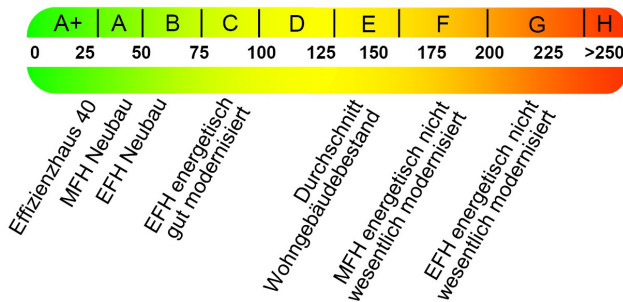 A+ A B C D E F G H
0 25 50 75 100 125 150 175 200 225 >250
Effizienzhaus 40
MFH Neubau
EFH Neubau
EFH energetisch
gut modernisiert
Durchschnitt
Wohngebäudebestand
MFH energetisch nicht
wesentlich modernisiert
EFH energetisch nicht
wesentlich modernisiert